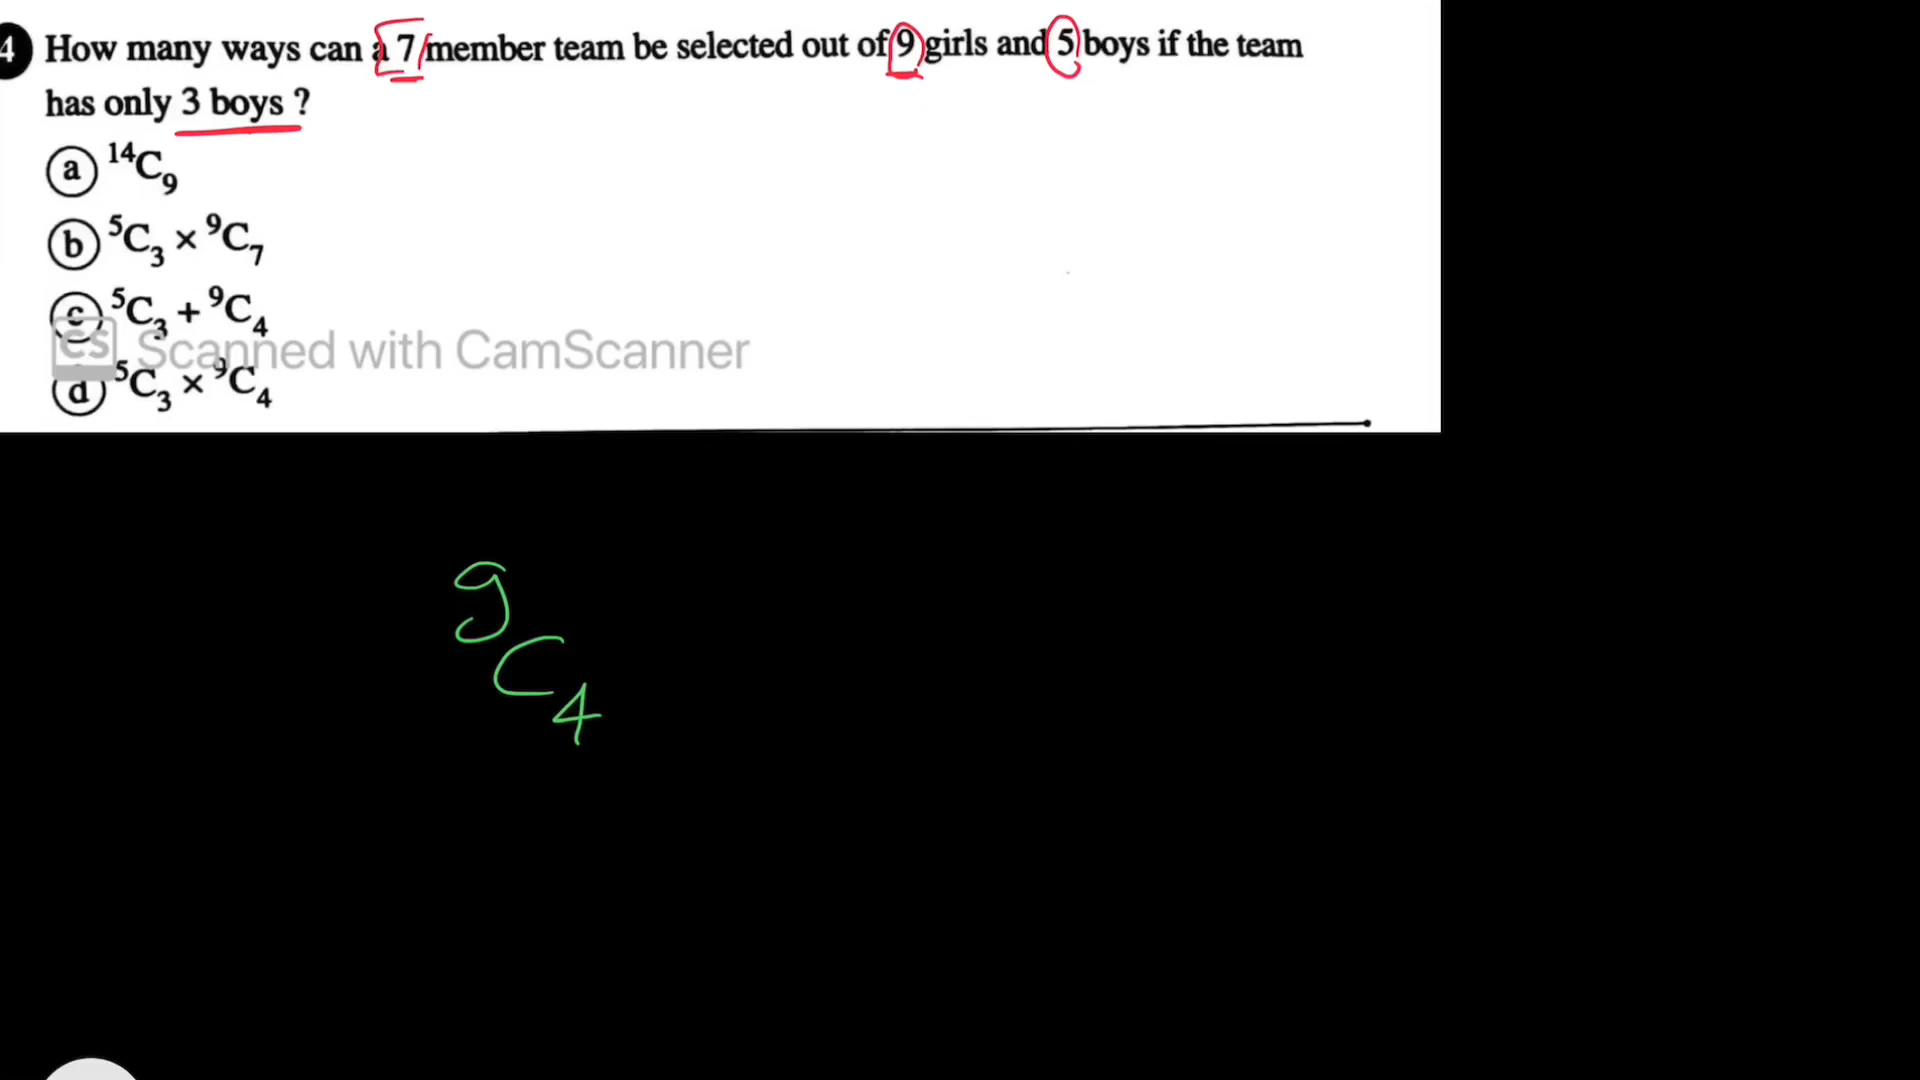 4 How many ways can a 7 member team be selected out of 9 girls and 5 boys if the team
has only 3 boys ?
a ¹⁴C₉
b ⁵C₃ × ⁹C₇
c ⁵C₃ + ⁹C₄
CS Scanned with CamScanner
d ⁵C₃ × ⁹C₄
⁹C₄